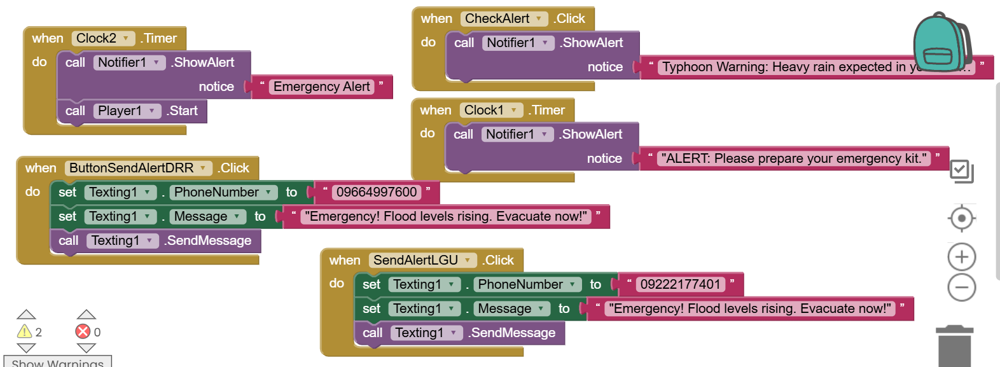 when Clock2 .Timer
do call Notifier1 .ShowAlert
notice “ Emergency Alert ”
call Player1 .Start
when CheckAlert .Click
do call Notifier1 .ShowAlert
notice “ Typhoon Warning: Heavy rain expected in ”
when Clock1 .Timer
do call Notifier1 .ShowAlert
notice “ "ALERT: Please prepare your emergency kit." ”
when ButtonSendAlertDRR .Click
do set Texting1 . PhoneNumber to “ 09664997600 ”
set Texting1 . Message to “ "Emergency! Flood levels rising. Evacuate now!" ”
call Texting1 .SendMessage
when SendAlertLGU .Click
do set Texting1 . PhoneNumber to “ 09222177401 ”
set Texting1 . Message to “ "Emergency! Flood levels rising. Evacuate now!" ”
call Texting1 .SendMessage
2 0
Show Warnings